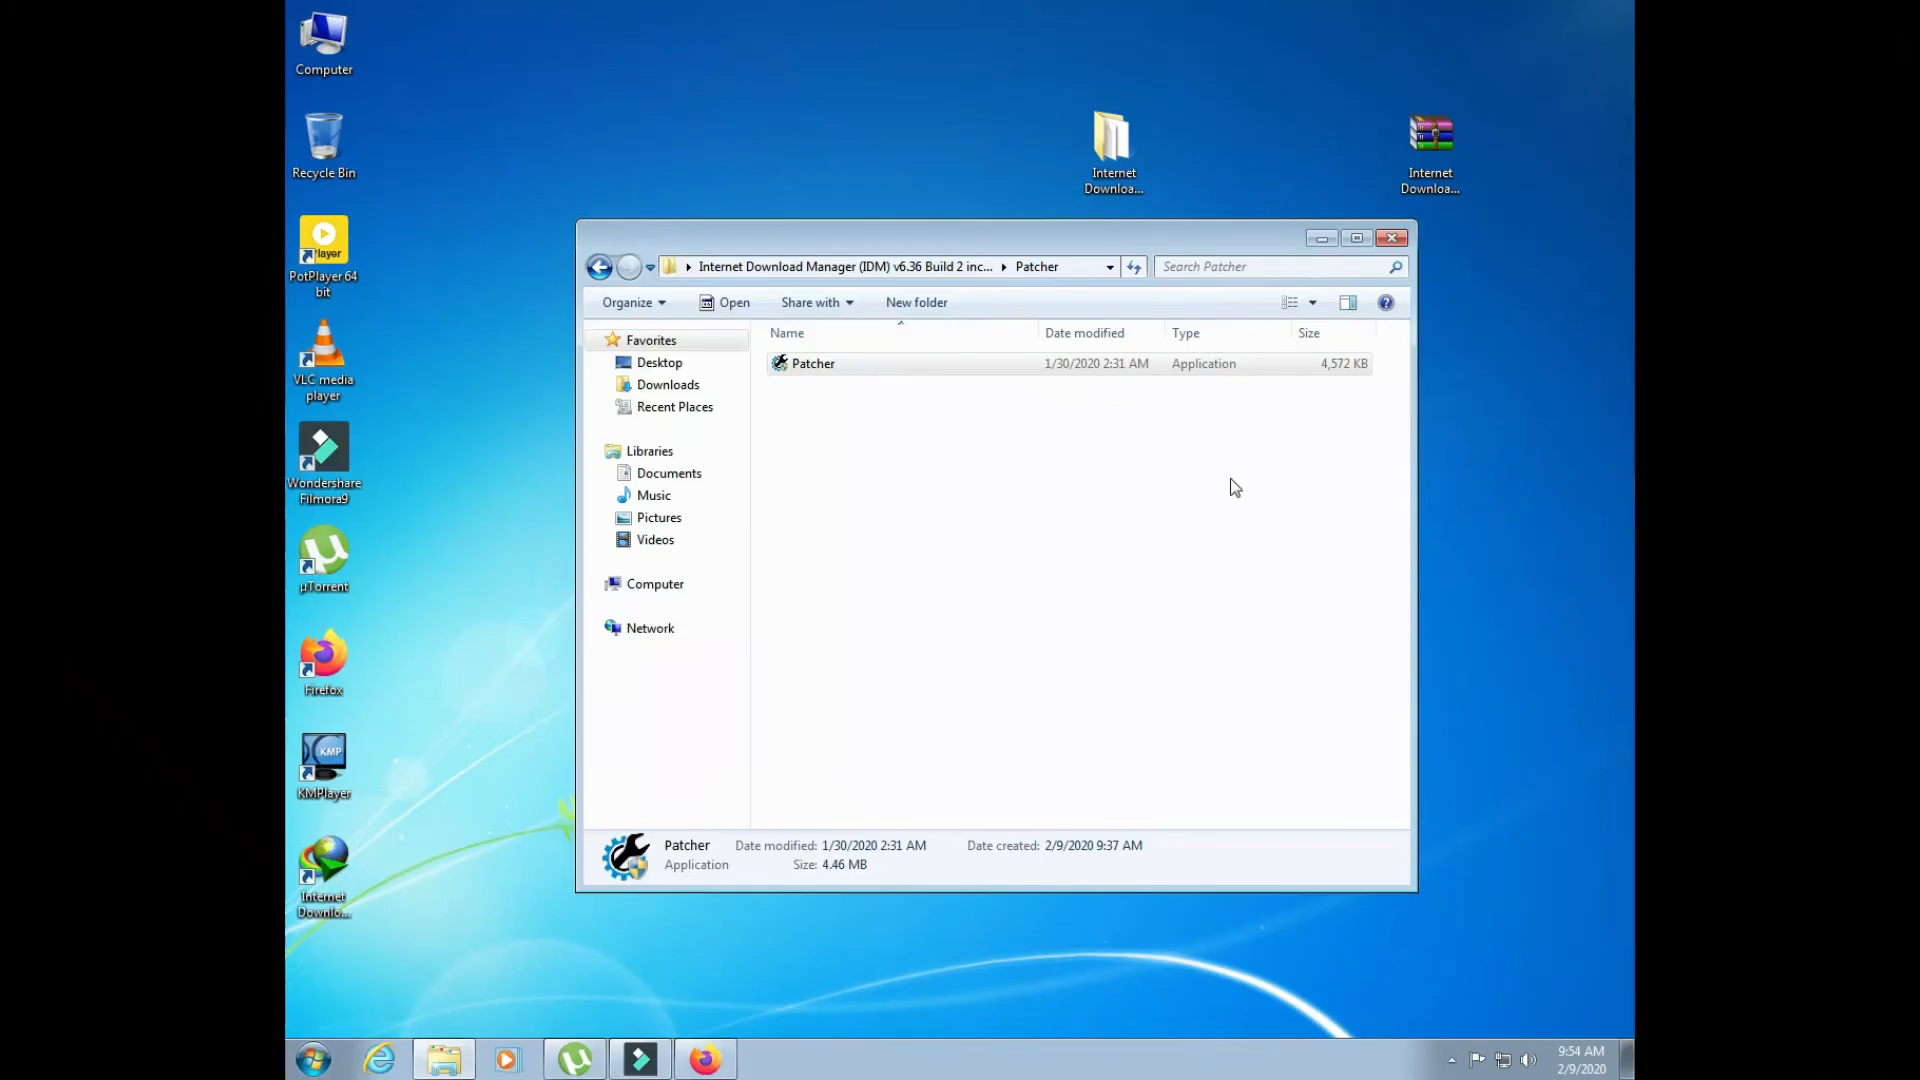 Computer
Recycle Bin
Player
PotPlayer 64
bit
VLC media
player
Wondershare
Filmora9
µTorrent
Firefox
KMP
KMPlayer
Internet
Downlo...
Internet
Downloa...
Internet
Downloa...
Internet Download Manager (IDM) v6.36 Build 2 inc...
Patcher
Search Patcher
Organize
Open
Share with
New folder
Name
Date modified
Type
Size
Patcher
1/30/2020 2:31 AM
Application
4,572 KB
Favorites
Desktop
Downloads
Recent Places
Libraries
Documents
Music
Pictures
Videos
Computer
Network
Patcher
Date modified: 1/30/2020 2:31 AM
Date created: 2/9/2020 9:37 AM
Application
Size: 4.46 MB
9:54 AM
2/9/2020